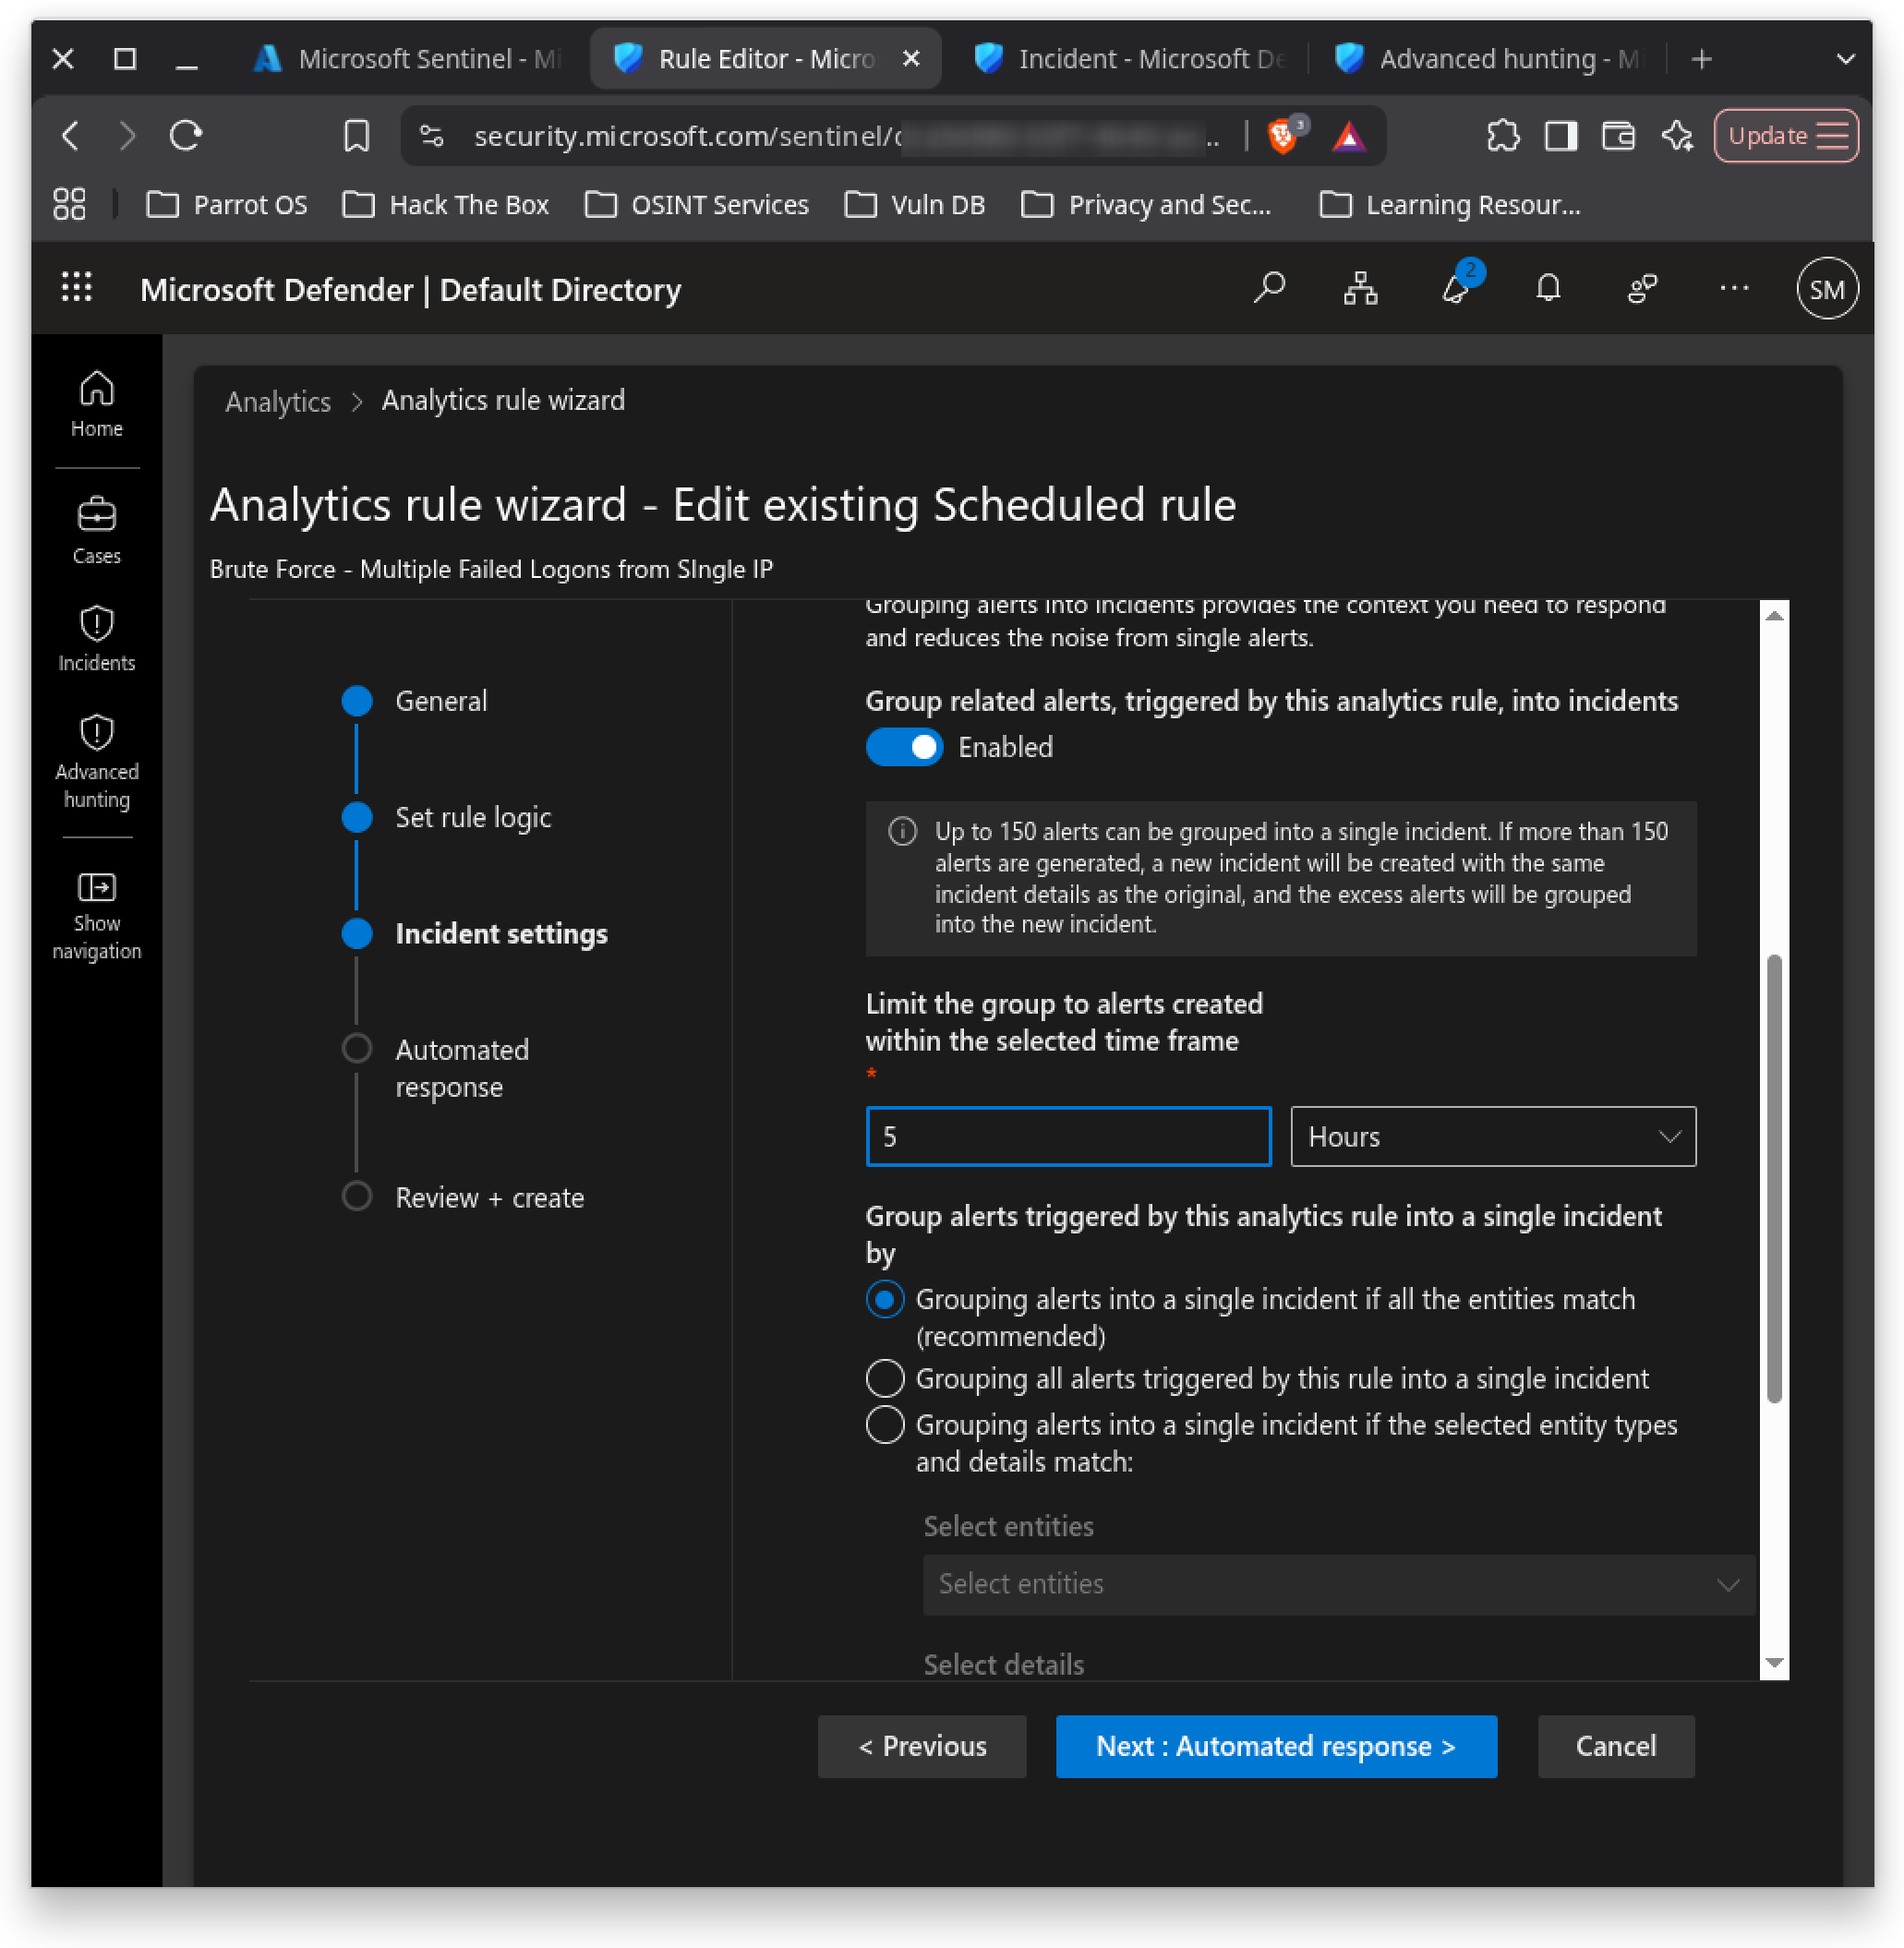 Microsoft Sentinel - Mi
Rule Editor - Micro
Incident - Microsoft De
Advanced hunting - Mi
security.microsoft.com/sentinel/
3
Update
Parrot OS
Hack The Box
OSINT Services
Vuln DB
Privacy and Sec...
Learning Resour...
Microsoft Defender | Default Directory
2
SM
Home
Cases
Incidents
Advanced
hunting
Show
navigation
Analytics > Analytics rule wizard
Analytics rule wizard - Edit existing Scheduled rule
Brute Force - Multiple Failed Logons from SIngle IP
General
Set rule logic
Incident settings
Automated
response
Review + create
Grouping alerts into incidents provides the context you need to respond
and reduces the noise from single alerts.
Group related alerts, triggered by this analytics rule, into incidents
Enabled
Up to 150 alerts can be grouped into a single incident. If more than 150
alerts are generated, a new incident will be created with the same
incident details as the original, and the excess alerts will be grouped
into the new incident.
Limit the group to alerts created
within the selected time frame
*
5
Hours
Group alerts triggered by this analytics rule into a single incident
by
Grouping alerts into a single incident if all the entities match
(recommended)
Grouping all alerts triggered by this rule into a single incident
Grouping alerts into a single incident if the selected entity types
and details match:
Select entities
Select entities
Select details
< Previous
Next : Automated response >
Cancel